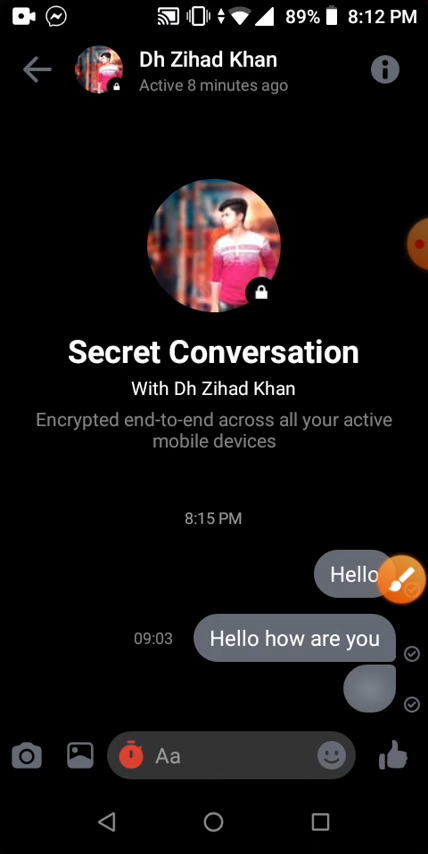 89% 8:12 PM
Dh Zihad Khan
Active 8 minutes ago
Secret Conversation
With Dh Zihad Khan
Encrypted end-to-end across all your active
mobile devices
8:15 PM
Hello
09:03 Hello how are you
Aa